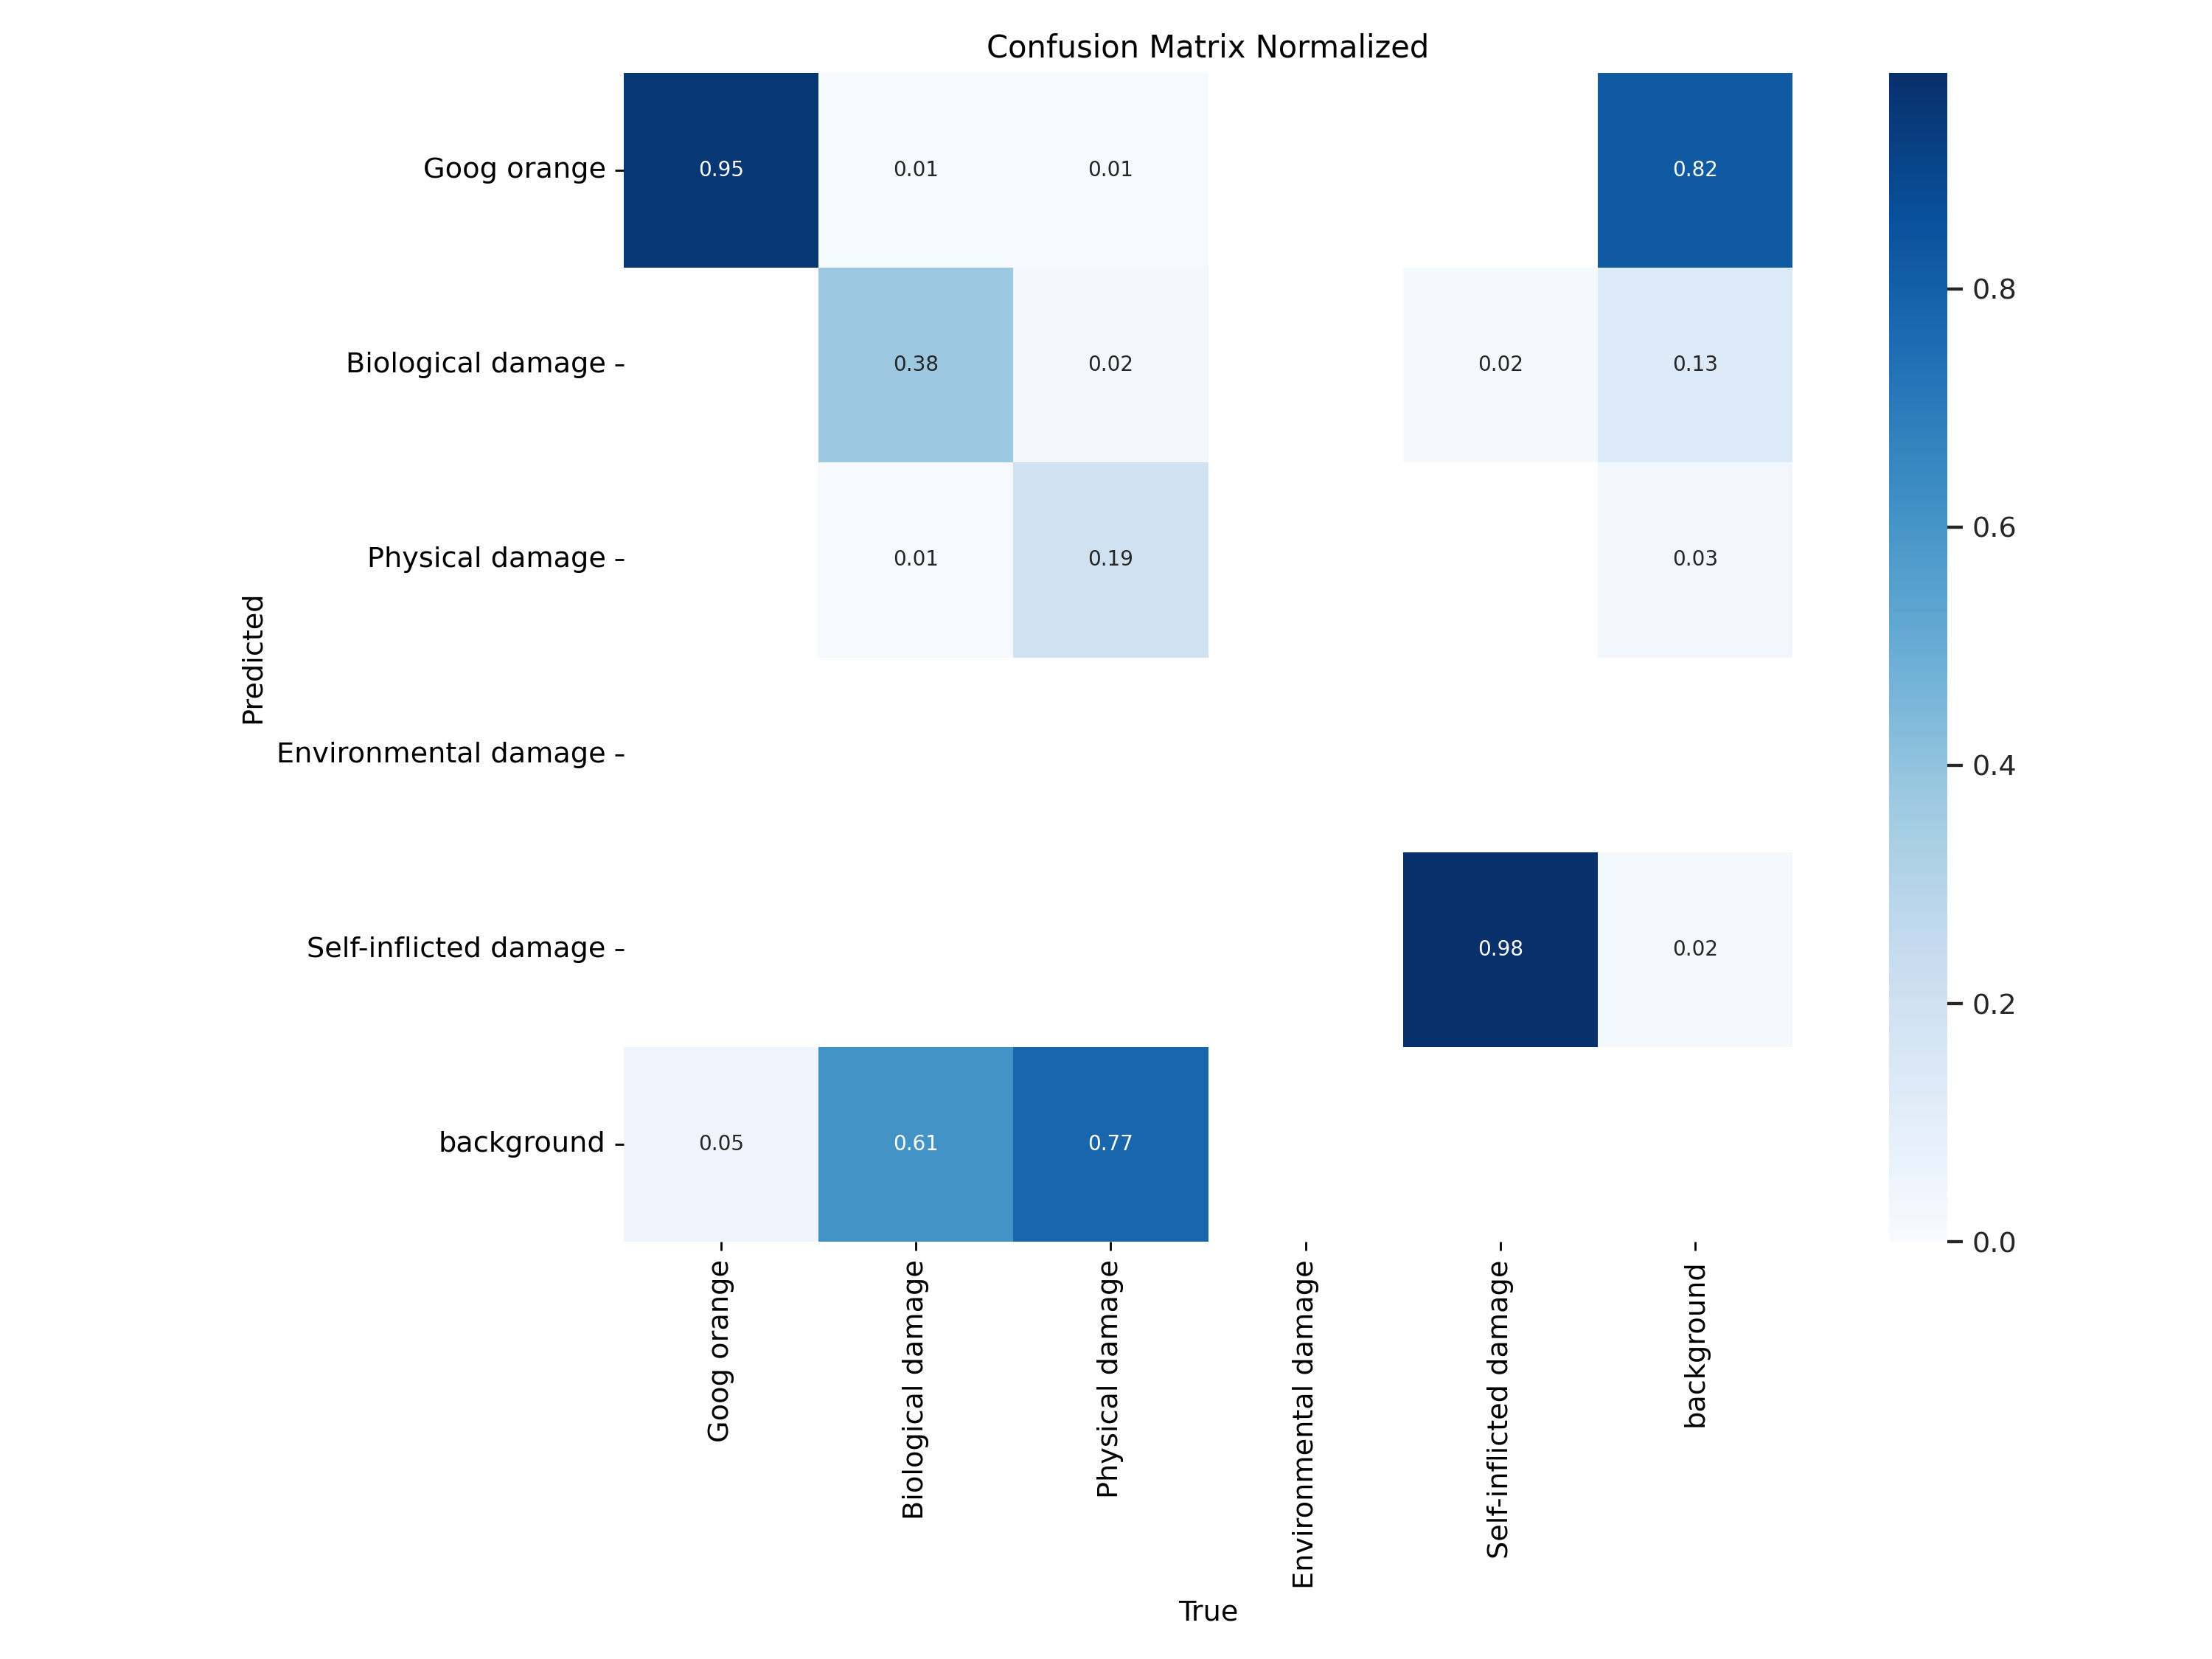 Confusion Matrix Normalized
Goog orange
0.95
0.01
0.01
0.82
Biological damage
0.38
0.02
0.02
0.13
Physical damage
0.01
0.19
0.03
Environmental damage
Self-inflicted damage
0.98
0.02
background
0.05
0.61
0.77
Predicted
Goog orange
Biological damage
Physical damage
Environmental damage
Self-inflicted damage
background
True
0.8
0.6
0.4
0.2
0.0